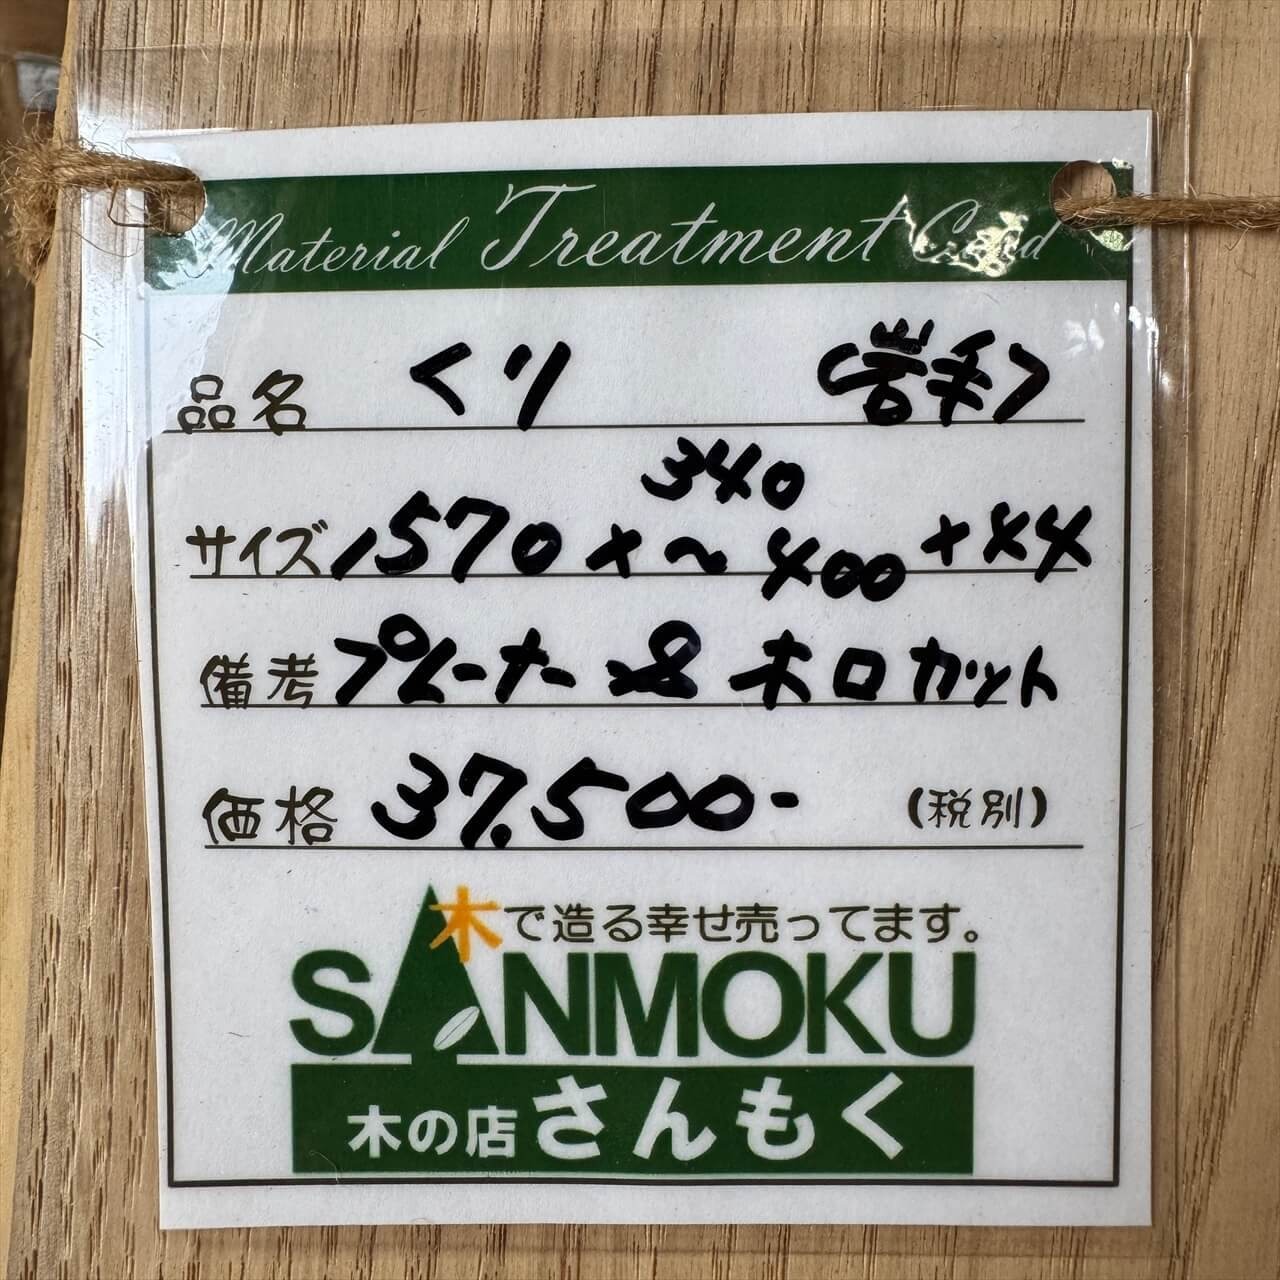 Material Treatment Card
品名 くり (岩手)
340
サイズ 1570 × 〜 400 × 44
備考 プレーナー & 木口カット
価格 37,500- (税別)
木で造る幸せ売ってます。
SANMOKU
木の店 さんもく